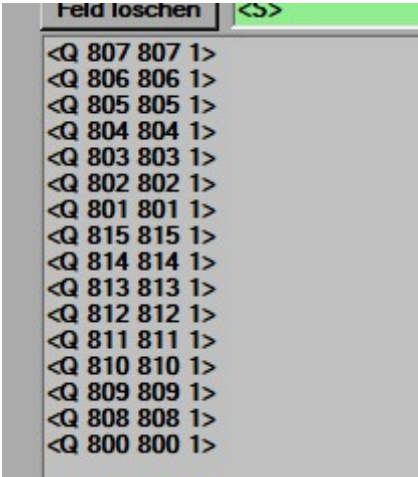 Feld löschen <S>
<Q 807 807 1>
<Q 806 806 1>
<Q 805 805 1>
<Q 804 804 1>
<Q 803 803 1>
<Q 802 802 1>
<Q 801 801 1>
<Q 815 815 1>
<Q 814 814 1>
<Q 813 813 1>
<Q 812 812 1>
<Q 811 811 1>
<Q 810 810 1>
<Q 809 809 1>
<Q 808 808 1>
<Q 800 800 1>